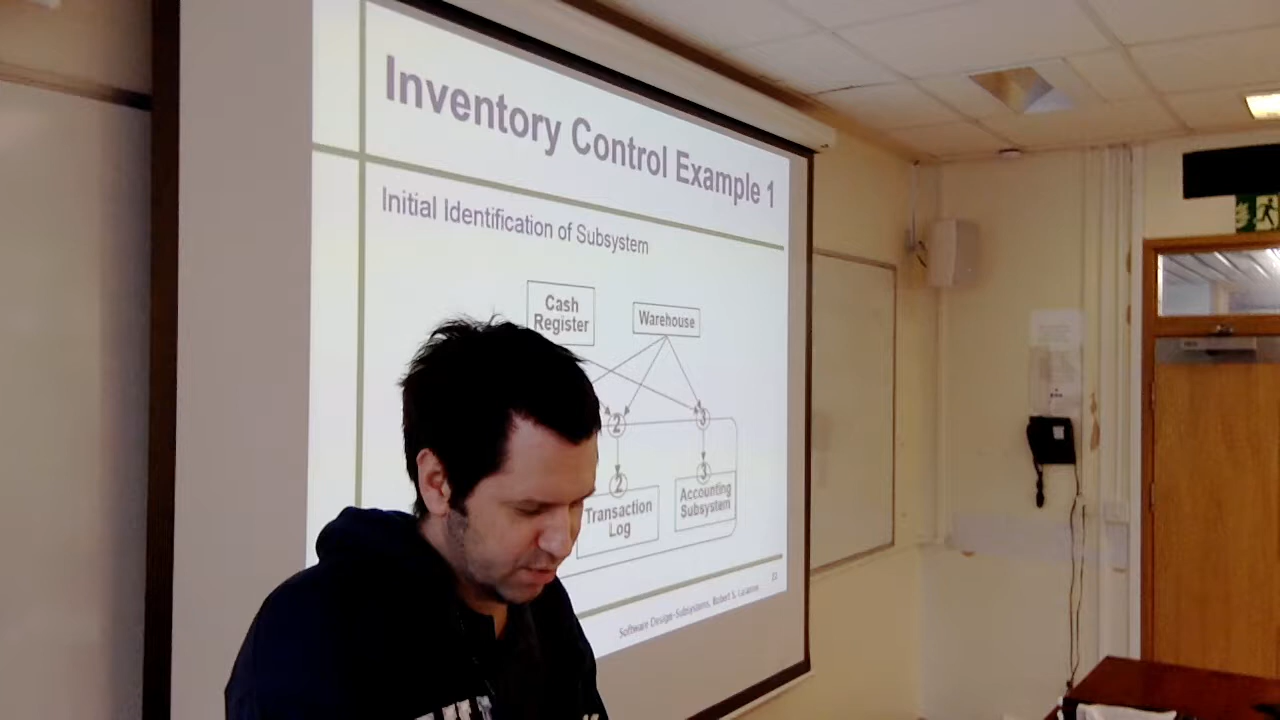 Inventory Control Example 1
Initial Identification of Subsystem
Cash
Register
Warehouse
2
3
2
3
Transaction
Log
Accounting
Subsystem
Software Design-Subsystems, Robert S.